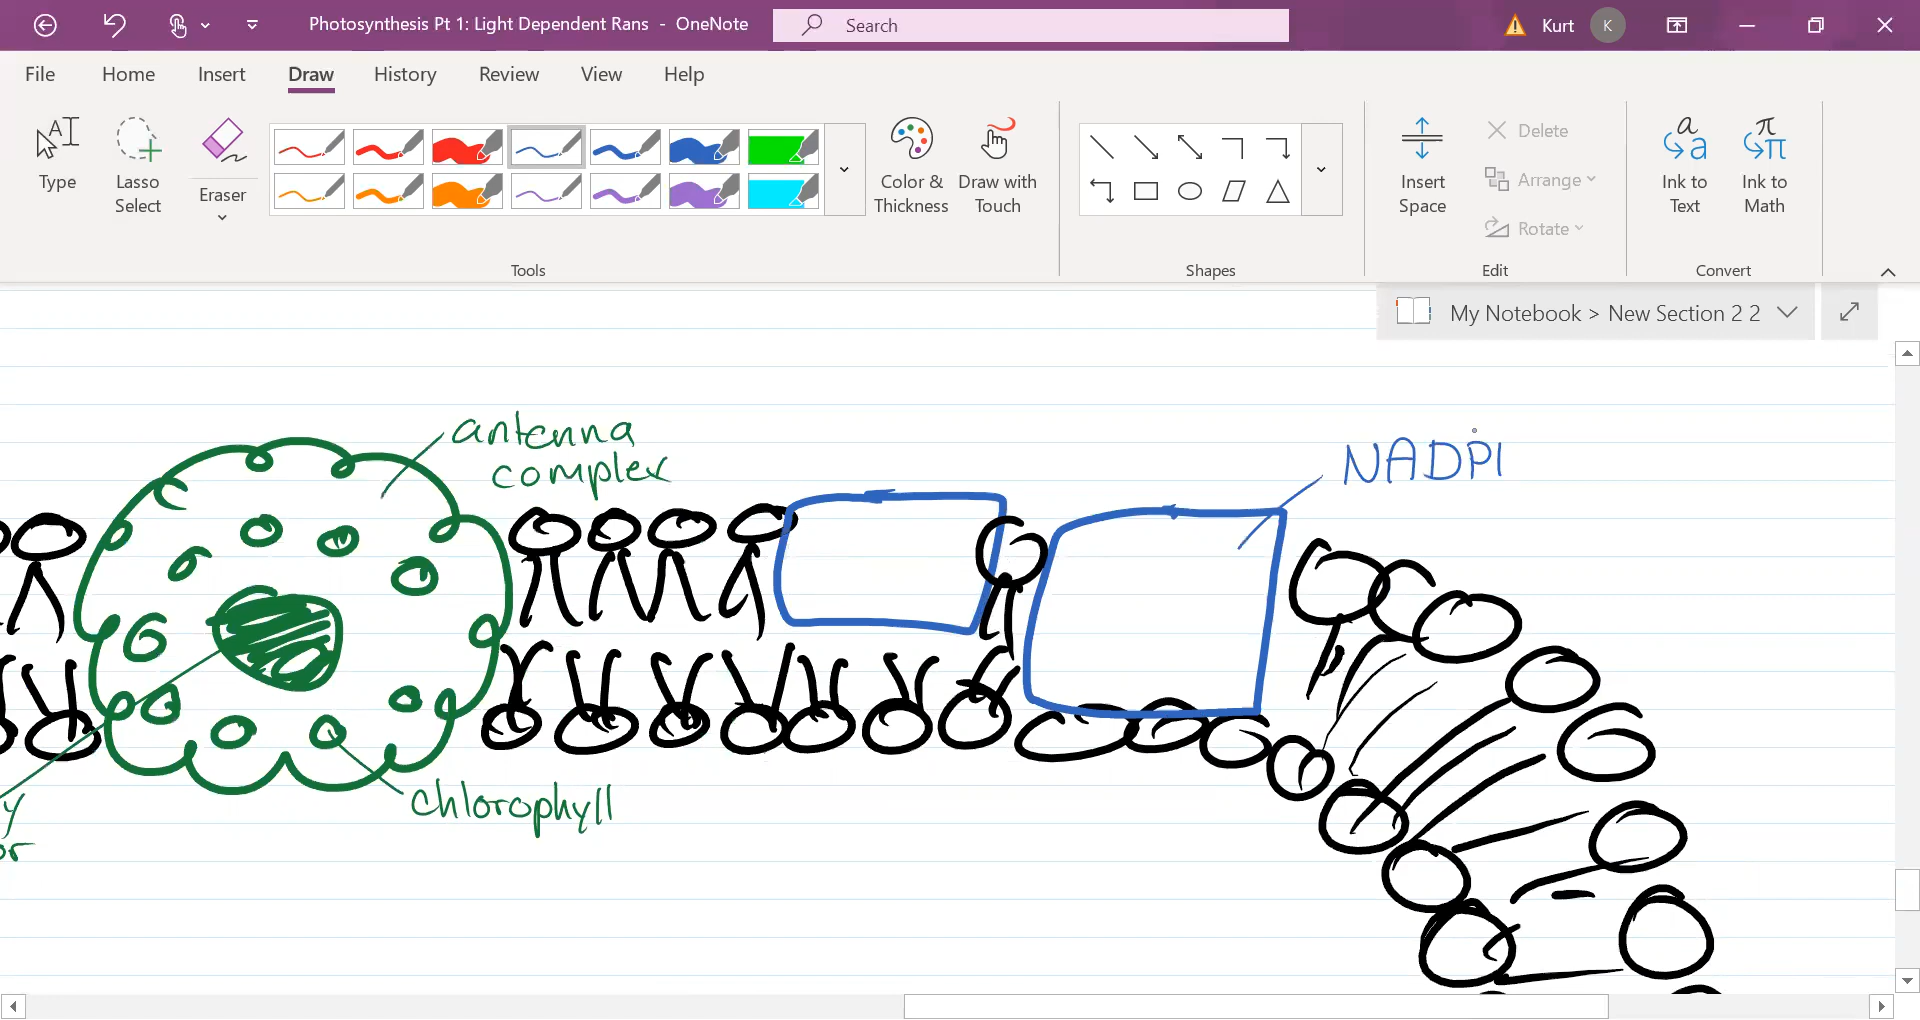 Photosynthesis Pt 1: Light Dependent Rans - OneNote
Search
Kurt
K
File Home Insert Draw History Review View Help
Type
Lasso Select
Eraser
Color & Thickness
Draw with Touch
Insert Space
Delete
Arrange
Rotate
Ink to Text
Ink to Math
Tools
Shapes
Edit
Convert
My Notebook > New Section 2 2
antenna
complex
NADPI
chlorophyll
y
or